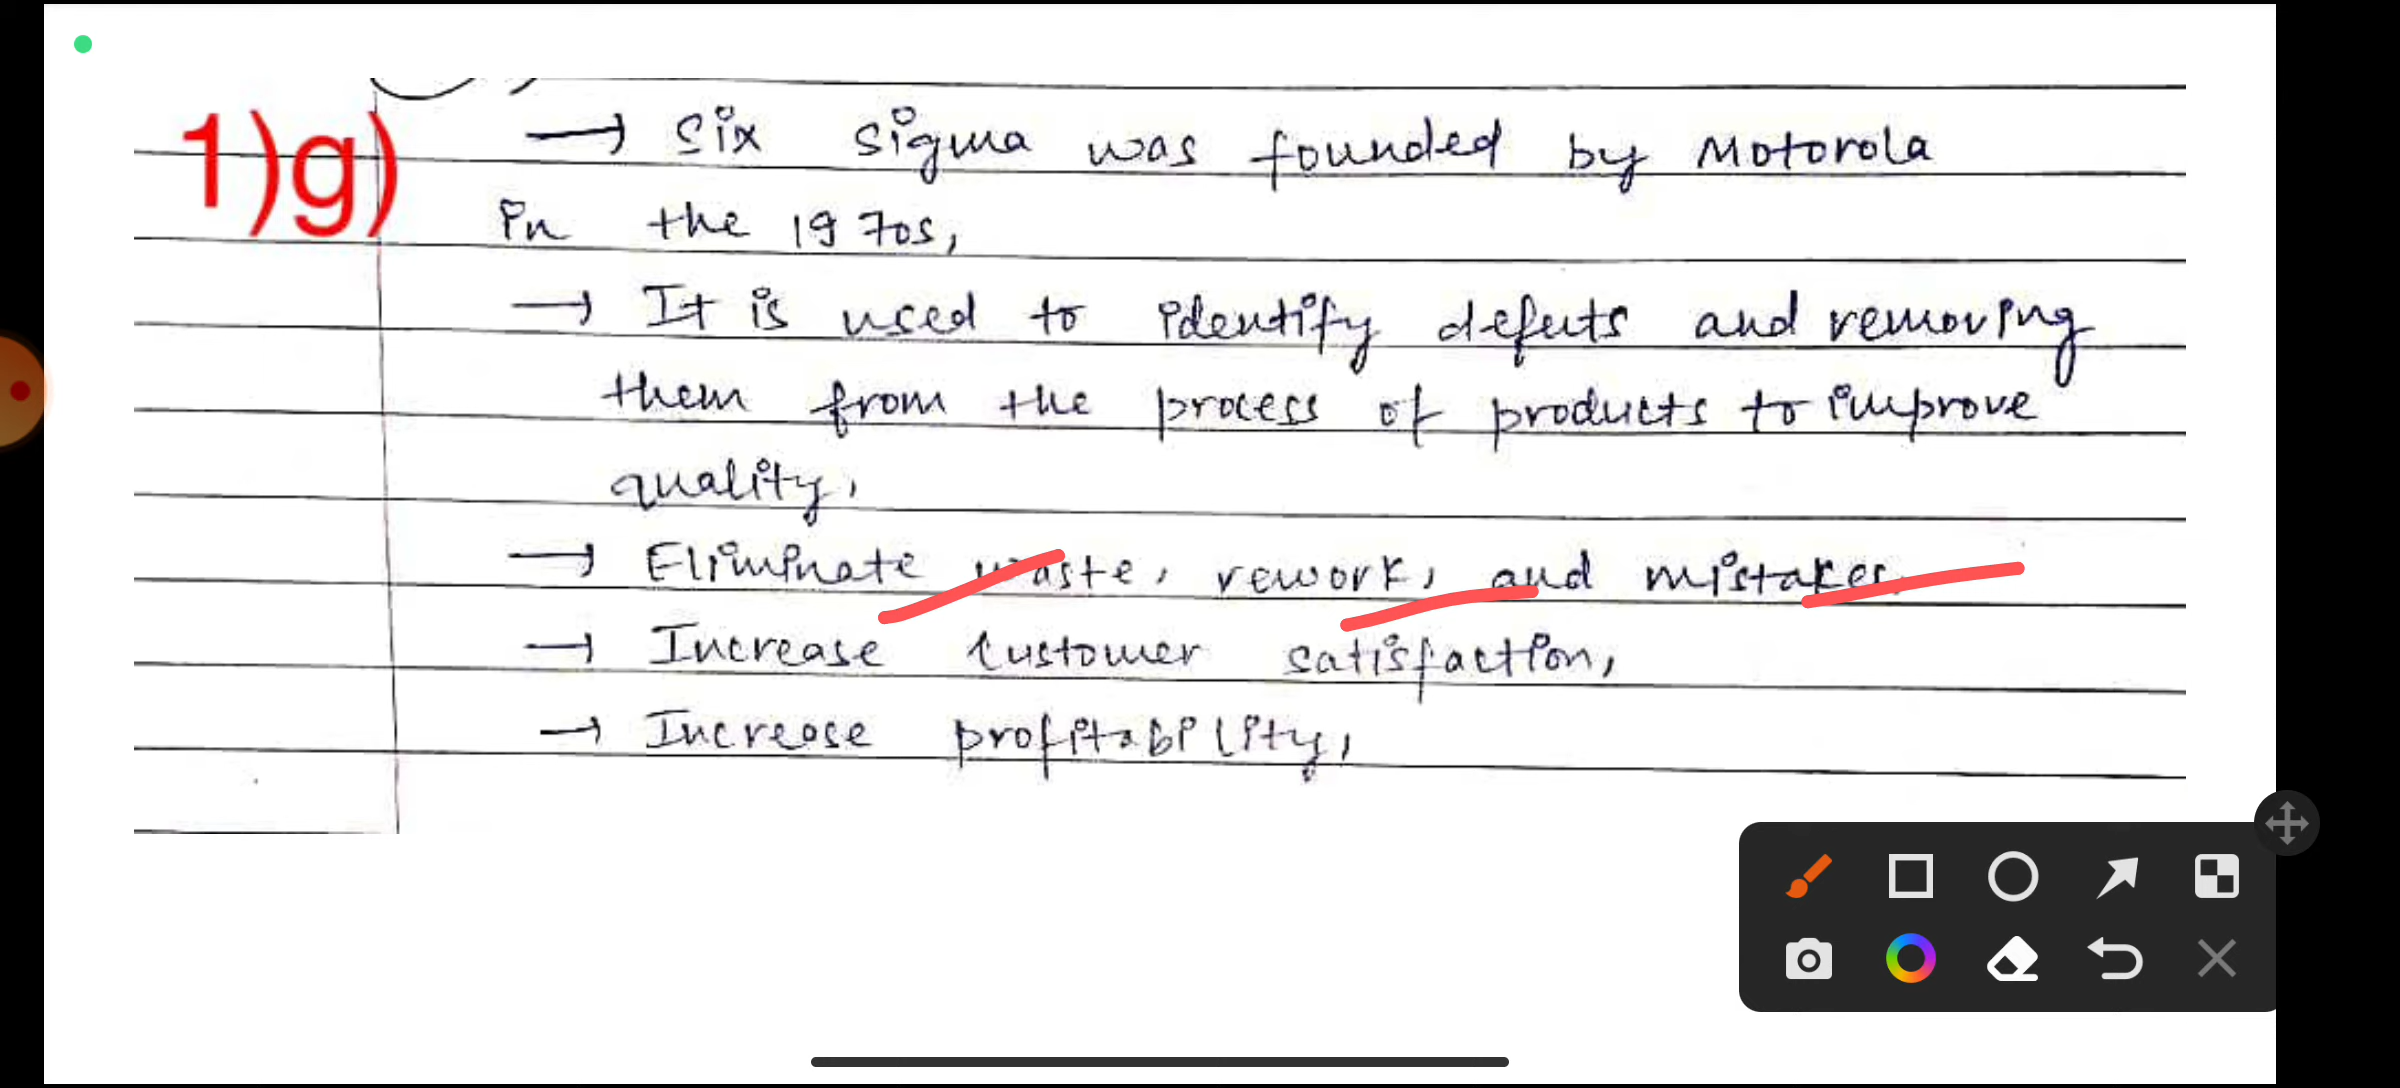 1)g)
→ Six Sigma was founded by Motorola
in the 1970s,
→ It is used to identify defects and removing
them from the process of products to improve
quality,
→ Eliminate waste, rework, and mistakes.
→ Increase customer satisfaction,
→ Increase profitability,